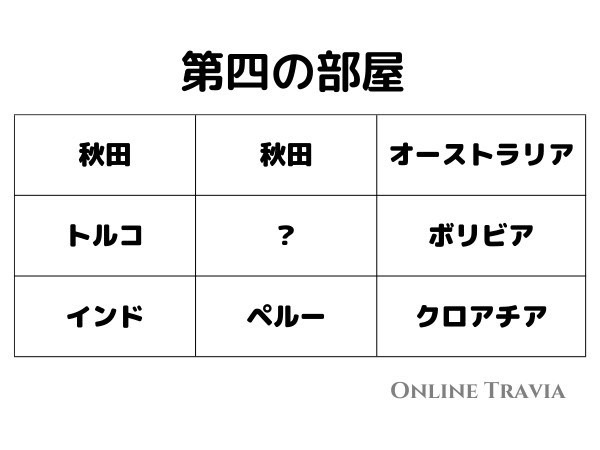 第四の部屋
秋田 秋田 オーストラリア
トルコ ? ボリビア
インド ペルー クロアチア
Online Travia